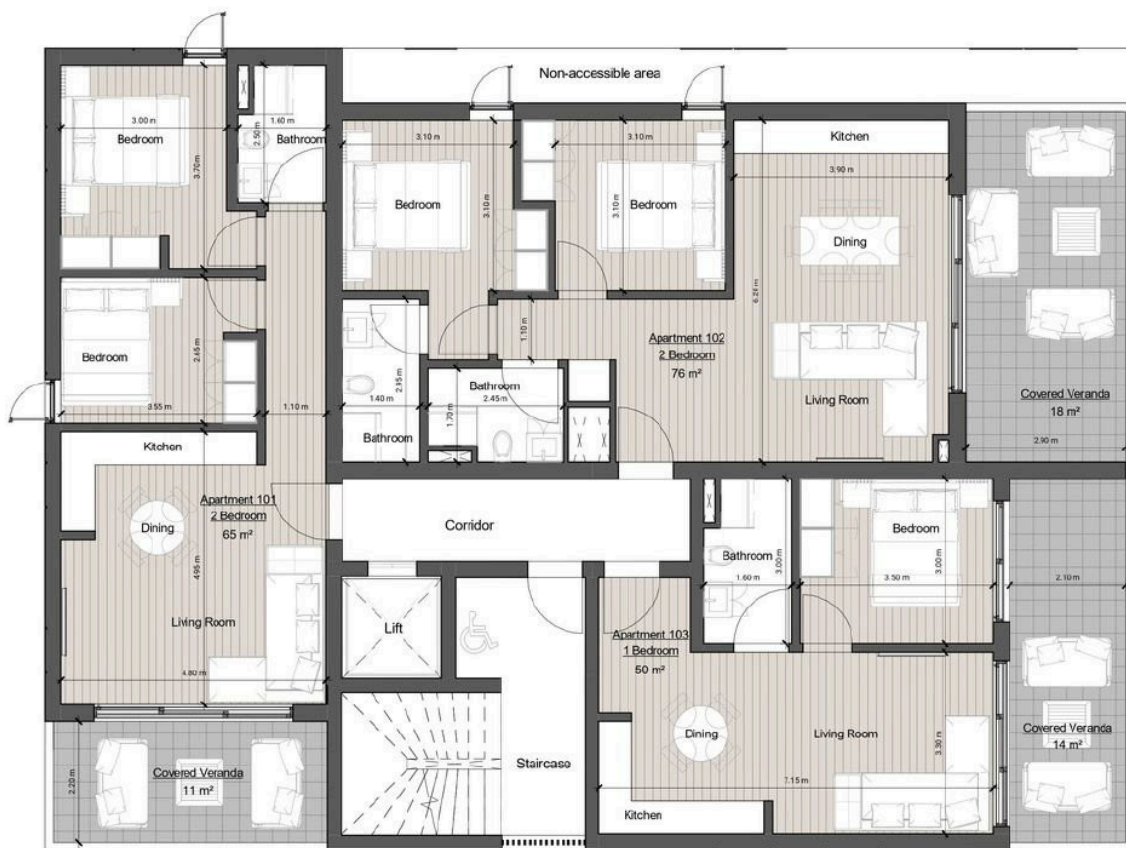 Non-accessible area
3.00 m
Bedroom
3.70 m
1.60 m
2.50 m
Bathroom
3.10 m
Bedroom
3.10 m
3.10 m
Bedroom
3.10 m
Kitchen
3.90 m
Dining
6.24 m
Living Room
Apartment 102
2 Bedroom
76 m²
Covered Veranda
18 m²
2.90 m
Bedroom
2.65 m
3.55 m
1.10 m
1.10 m
1.40 m
2.95 m
Bathroom
Bathroom
2.45 m
1.70 m
Kitchen
Apartment 101
2 Bedroom
65 m²
Dining
4.95 m
Living Room
4.80 m
Corridor
Lift
Staircase
Bathroom
1.60 m
3.00 m
Bedroom
3.50 m
3.00 m
2.10 m
Apartment 103
1 Bedroom
50 m²
Dining
Living Room
3.30 m
7.15 m
Kitchen
Covered Veranda
14 m²
Covered Veranda
11 m²
2.20 m